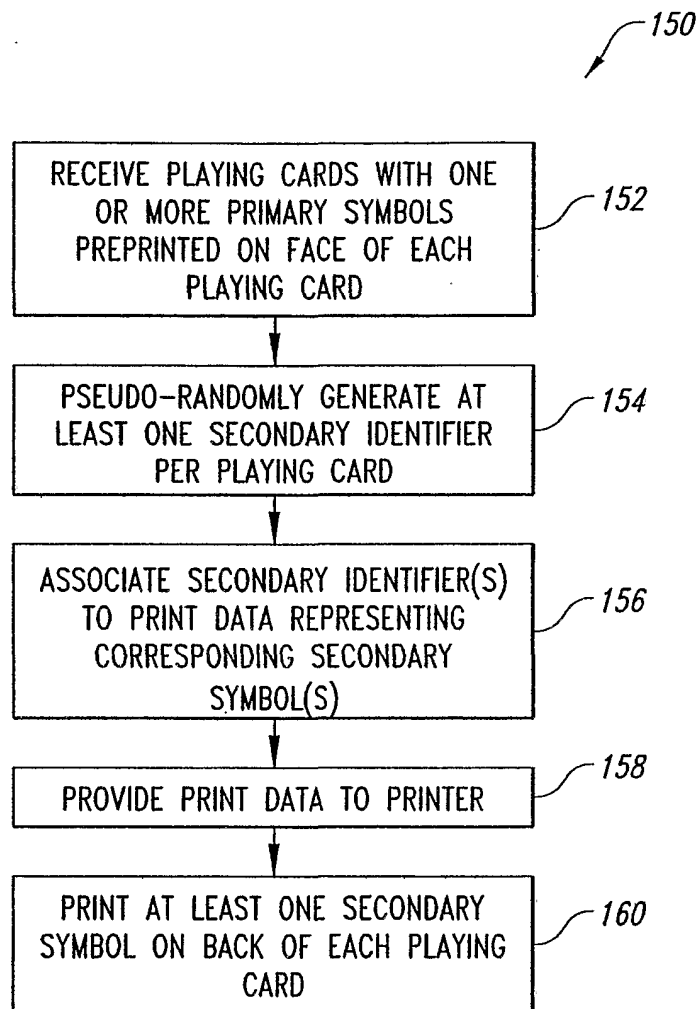 150
RECEIVE PLAYING CARDS WITH ONE
OR MORE PRIMARY SYMBOLS
PREPRINTED ON FACE OF EACH
PLAYING CARD
152
PSEUDO-RANDOMLY GENERATE AT
LEAST ONE SECONDARY IDENTIFIER
PER PLAYING CARD
154
ASSOCIATE SECONDARY IDENTIFIER(S)
TO PRINT DATA REPRESENTING
CORRESPONDING SECONDARY
SYMBOL(S)
156
PROVIDE PRINT DATA TO PRINTER
158
PRINT AT LEAST ONE SECONDARY
SYMBOL ON BACK OF EACH PLAYING
CARD
160